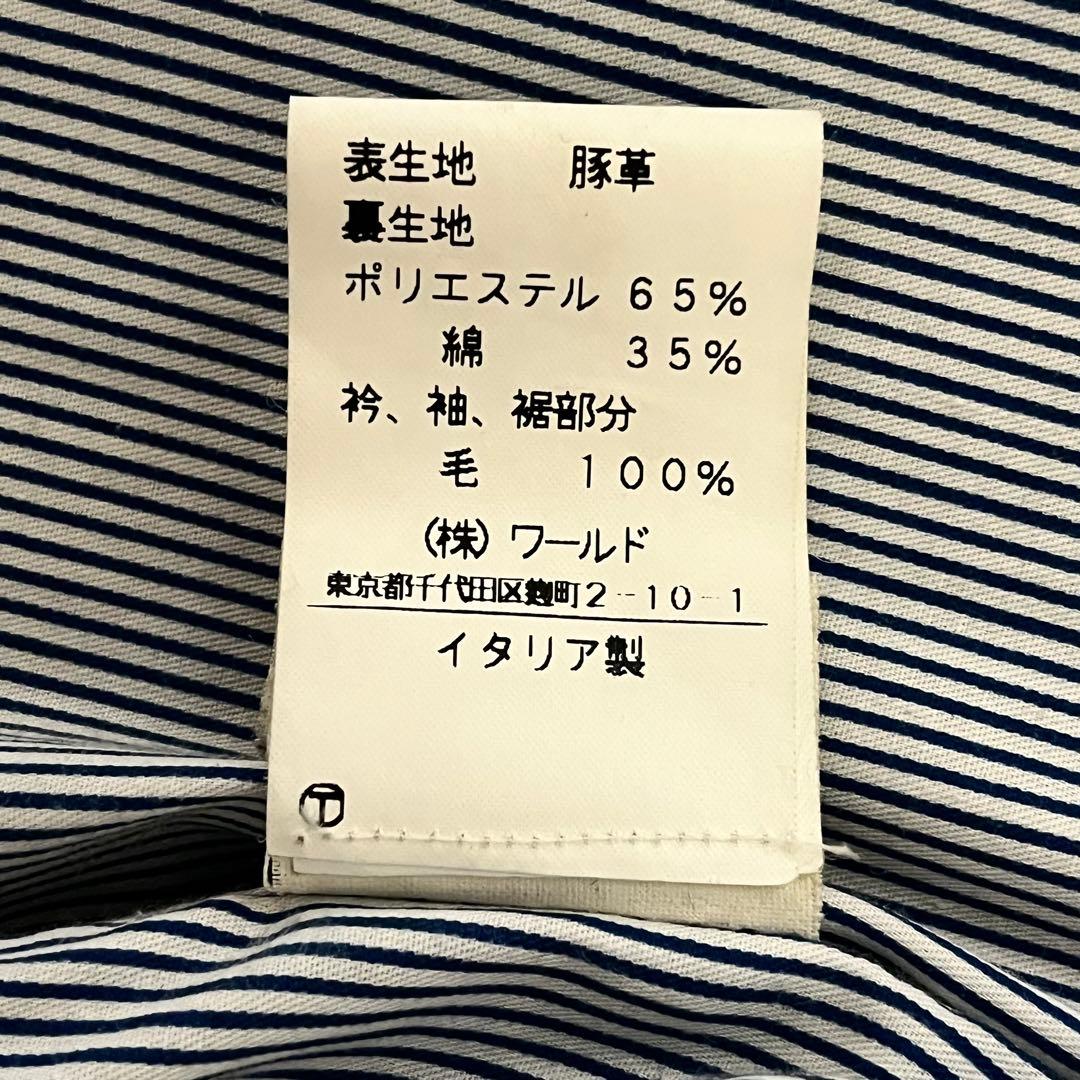 表生地　　豚革
裏生地
ポリエステル　６５％
綿　　３５％
衿、袖、裾部分
毛　　１００％
（株）ワールド
東京都千代田区麹町２－１０－１
イタリア製
Ⓣ